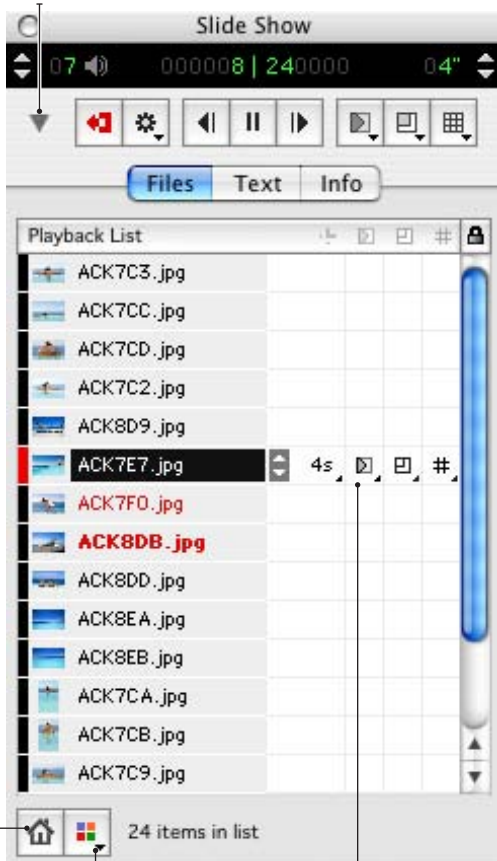 Slide Show
07 0000008 | 240000 04"
Files Text Info
Playback List #
ACK7C3.jpg
ACK7CC.jpg
ACK7CD.jpg
ACK7C2.jpg
ACK8D9.jpg
ACK7E7.jpg 4s #
ACK7F0.jpg
ACK8DB.jpg
ACK8DD.jpg
ACK8EA.jpg
ACK8EB.jpg
ACK7CA.jpg
ACK7CB.jpg
ACK7C9.jpg
24 items in list